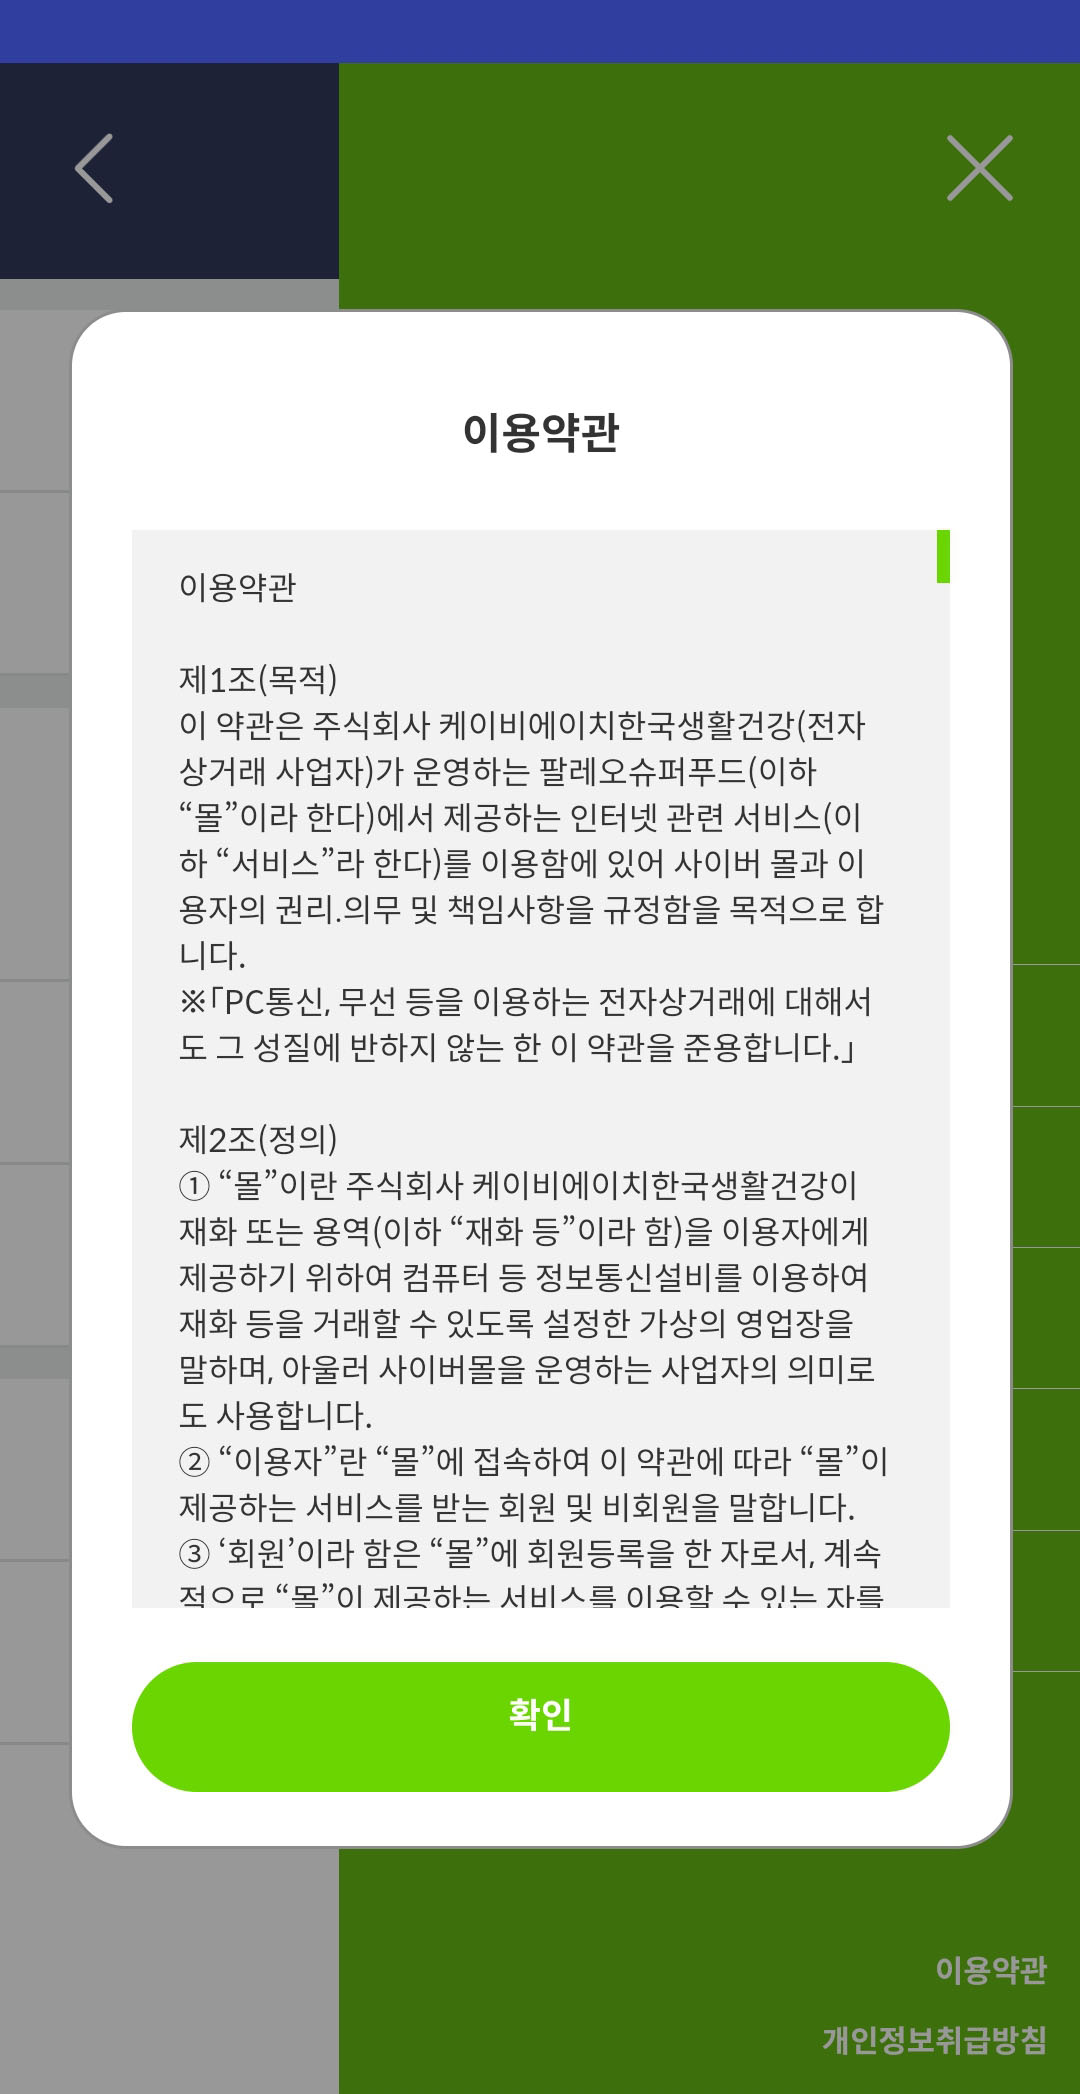 이용약관
이용약관
제1조(목적)
이 약관은 주식회사 케이비에이치한국생활건강(전자
상거래 사업자)가 운영하는 팔레오슈퍼푸드(이하
“몰”이라 한다)에서 제공하는 인터넷 관련 서비스(이
하 “서비스”라 한다)를 이용함에 있어 사이버 몰과 이
용자의 권리.의무 및 책임사항을 규정함을 목적으로 합
니다.
※「PC통신, 무선 등을 이용하는 전자상거래에 대해서
도 그 성질에 반하지 않는 한 이 약관을 준용합니다.」
제2조(정의)
① “몰”이란 주식회사 케이비에이치한국생활건강이
재화 또는 용역(이하 “재화 등”이라 함)을 이용자에게
제공하기 위하여 컴퓨터 등 정보통신설비를 이용하여
재화 등을 거래할 수 있도록 설정한 가상의 영업장을
말하며, 아울러 사이버몰을 운영하는 사업자의 의미로
도 사용합니다.
② “이용자”란 “몰”에 접속하여 이 약관에 따라 “몰”이
제공하는 서비스를 받는 회원 및 비회원을 말합니다.
③ ‘회원’이라 함은 “몰”에 회원등록을 한 자로서, 계속
적으로 “몰”이 제공하는 서비스를 이용할 수 있는 자를
확인
이용약관
개인정보취급방침